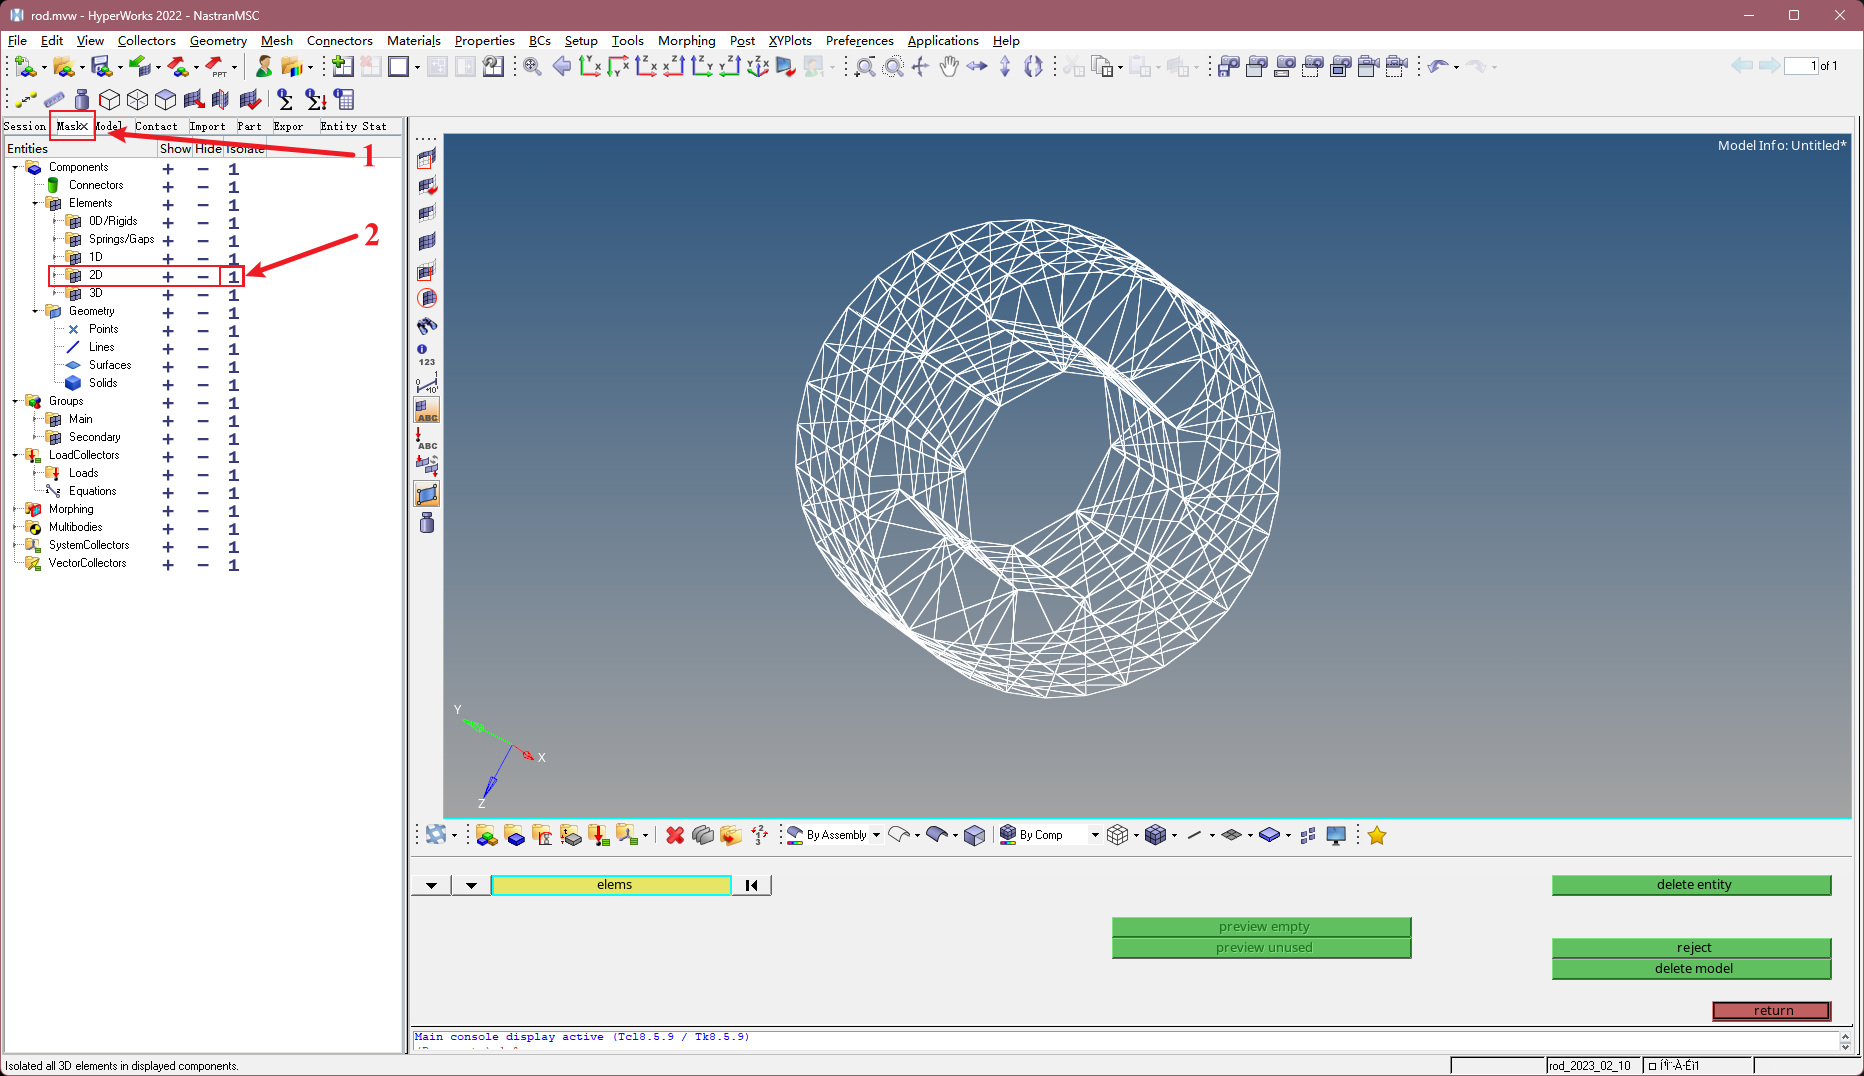 rod.mvw - HyperWorks 2022 - NastranMSC
File Edit View Collectors Geometry Mesh Connectors Materials Properties BCs Setup Tools Morphing Post XYPlots Preferences Applications Help
1 of 1
Session Mask Model Contact Import Part Expor Entity Stat
Entities Show Hide Isolate
1
Components + − 1
Connectors + − 1
Elements + − 1
0D/Rigids + − 1
Springs/Gaps + − 1
2
1D + − 1
2D + − 1
3D + − 1
Geometry + − 1
Points + − 1
Lines + − 1
Surfaces + − 1
Solids + − 1
Groups + − 1
Main + − 1
Secondary + − 1
LoadCollectors + − 1
Loads + − 1
Equations + − 1
Morphing + − 1
Multibodies + − 1
SystemCollectors + − 1
VectorCollectors + − 1
123
ABC
ABC
Model Info: Untitled*
Y
X
Z
By Assembly
By Comp
elems
delete entity
preview empty
preview unused
reject
delete model
return
Main console display active (Tcl8.5.9 / Tk8.5.9)
Isolated all 3D elements in displayed components.
rod_2023_02_10